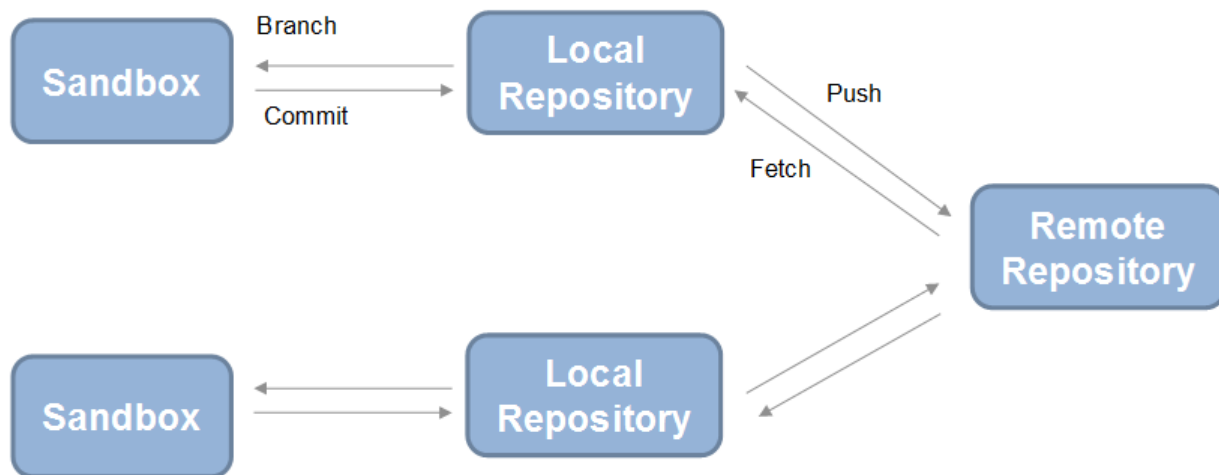 Branch
Sandbox
Commit
Local
Repository
Push
Fetch
Remote
Repository
Sandbox
Local
Repository